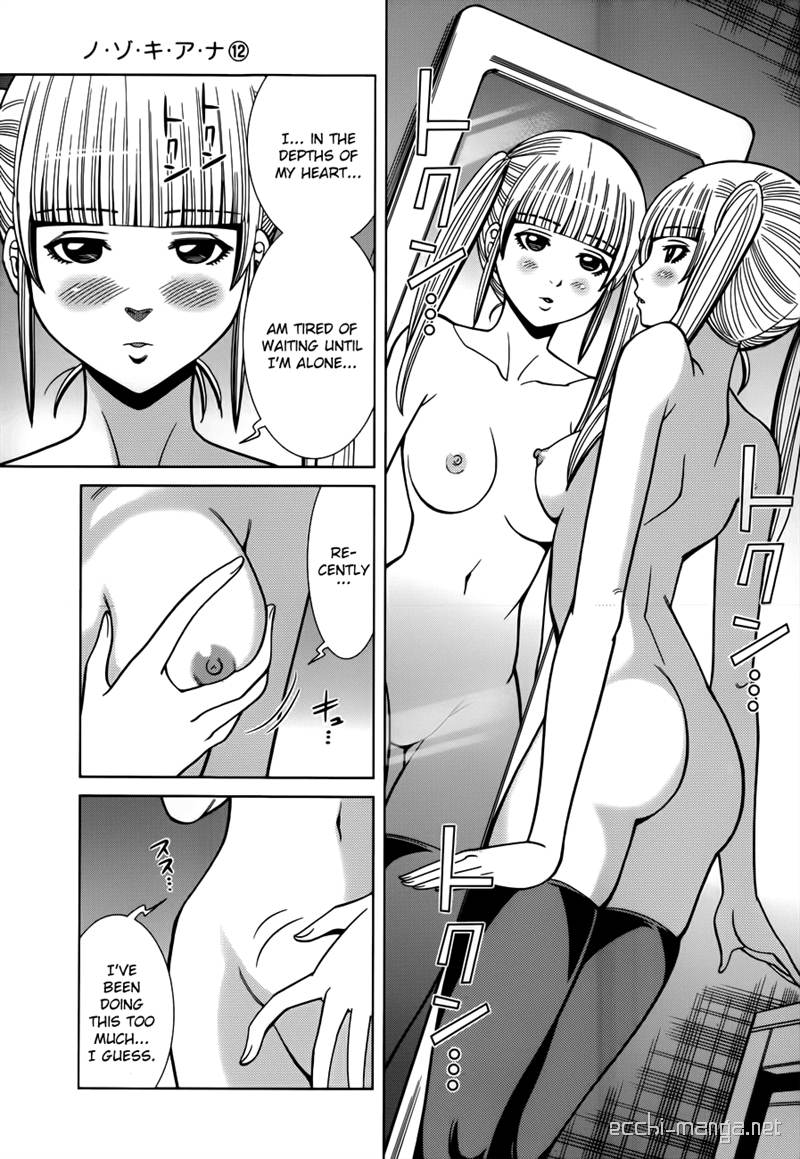 ノ・ゾ・キ・ア・ナ⑫
トクン…
トクン…
トクン…
トクン
トクン
I... IN THE
DEPTHS OF
MY HEART...
AM TIRED OF
WAITING UNTIL
I'M ALONE...
RE-
CENTLY
...
キュ…
スス…
I'VE
BEEN
DOING
THIS TOO
MUCH...
I GUESS.
ecchi-manga.net